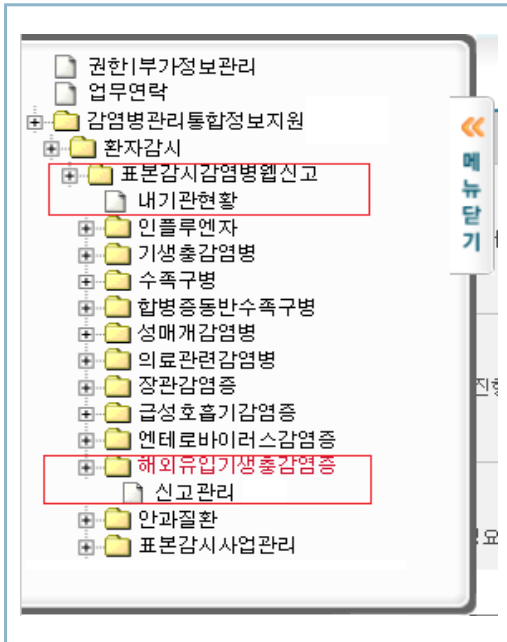 권한|부가정보관리
업무연락
감염병관리통합정보지원
환자감시
표본감시감염병웹신고
내기관현황
인플루엔자
기생충감염병
수족구병
합병증동반수족구병
성매개감염병
의료관련감염병
장관감염증
급성호흡기감염증
엔테로바이러스감염증
해외유입기생충감염증
신고관리
안과질환
표본감시사업관리
메뉴닫기